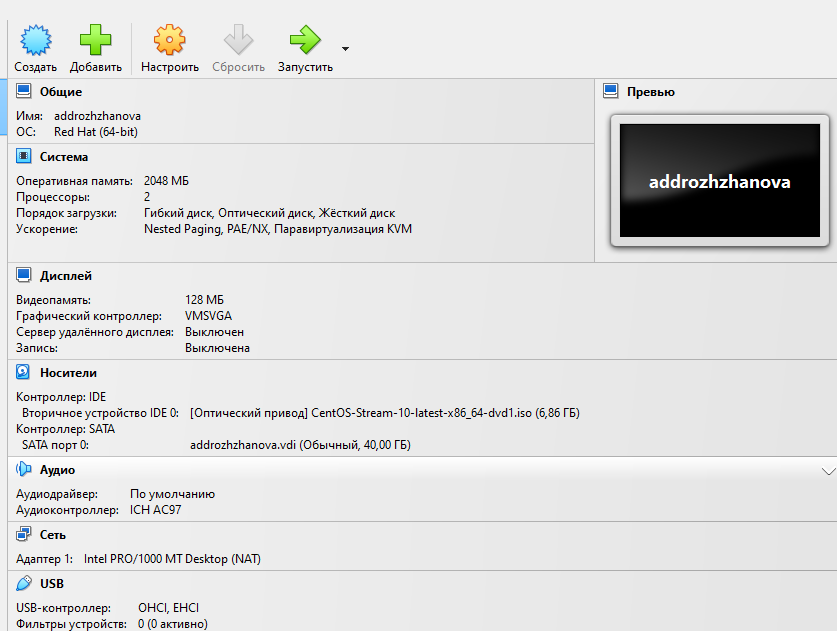 Создать Добавить Настроить Сбросить Запустить
Общие
Имя: addrozhzhanova
ОС: Red Hat (64-bit)
Превью
addrozhzhanova
Система
Оперативная память: 2048 МБ
Процессоры: 2
Порядок загрузки: Гибкий диск, Оптический диск, Жёсткий диск
Ускорение: Nested Paging, PAE/NX, Паравиртуализация KVM
Дисплей
Видеопамять: 128 МБ
Графический контроллер: VMSVGA
Сервер удалённого дисплея: Выключен
Запись: Выключена
Носители
Контроллер: IDE
Вторичное устройство IDE 0: [Оптический привод] CentOS-Stream-10-latest-x86_64-dvd1.iso (6,86 ГБ)
Контроллер: SATA
SATA порт 0: addrozhzhanova.vdi (Обычный, 40,00 ГБ)
Аудио
Аудиодрайвер: По умолчанию
Аудиоконтроллер: ICH AC97
Сеть
Адаптер 1: Intel PRO/1000 MT Desktop (NAT)
USB
USB-контроллер: OHCI, EHCI
Фильтры устройств: 0 (0 активно)